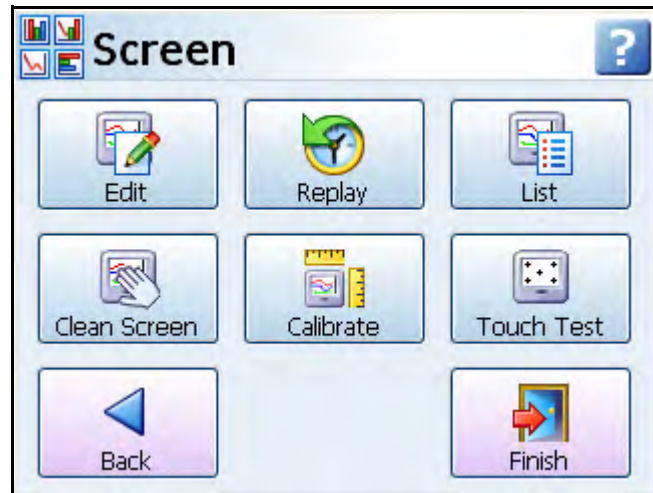 Screen ?
Edit
Replay
List
Clean Screen
Calibrate
Touch Test
Back
Finish